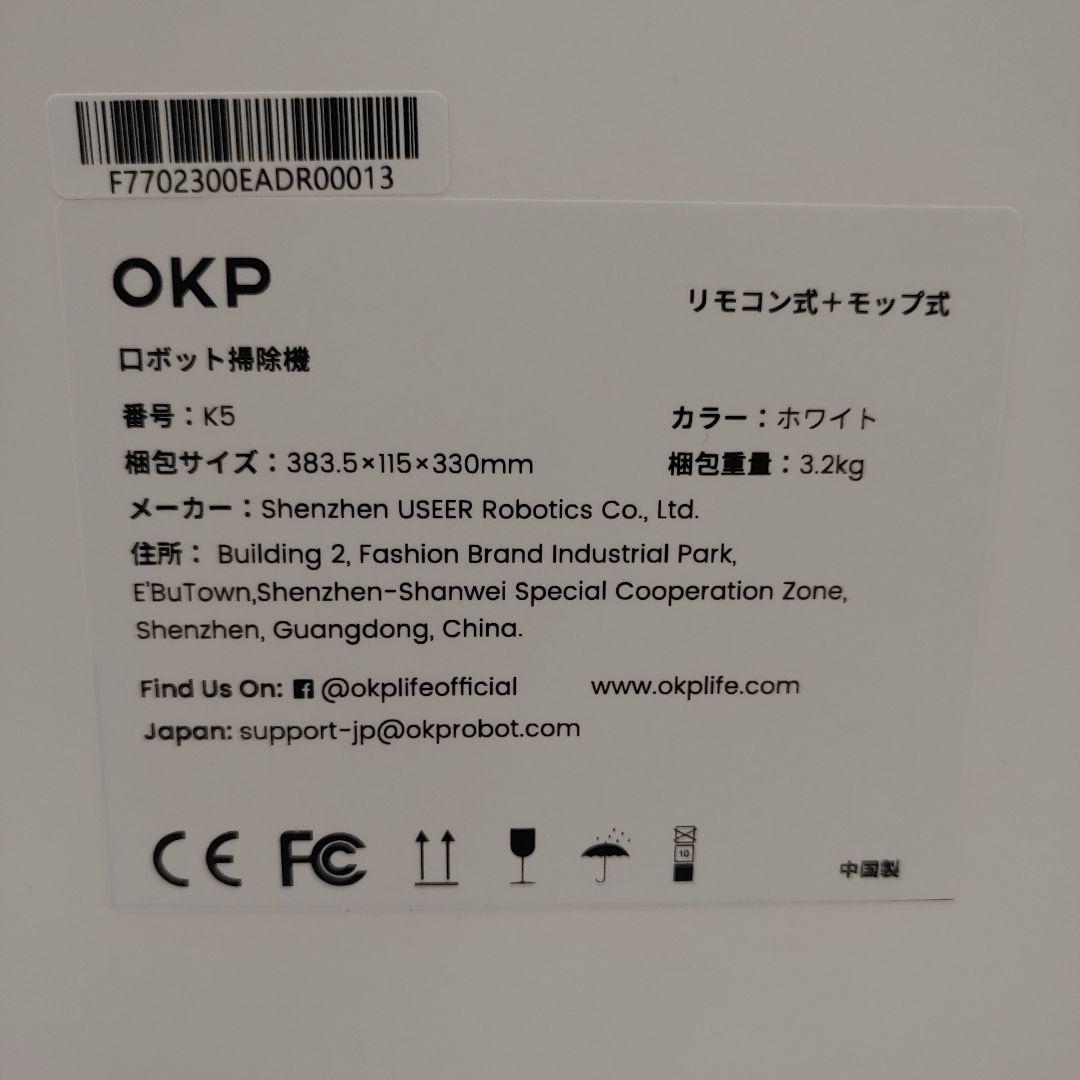 F7702300EADR00013
OKP
リモコン式+モップ式
ロボット掃除機
番号：K5
カラー：ホワイト
梱包サイズ：383.5×115×330mm
梱包重量：3.2kg
メーカー：Shenzhen USEER Robotics Co., Ltd.
住所： Building 2, Fashion Brand Industrial Park,
E'BuTown,Shenzhen-Shanwei Special Cooperation Zone,
Shenzhen, Guangdong, China.
Find Us On: @okplifeofficial
www.okplife.com
Japan: support-jp@okprobot.com
CE FC
10
中国製